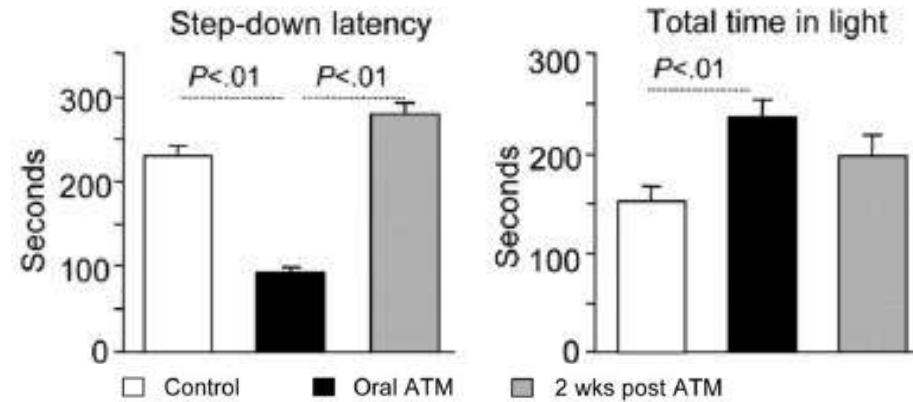 Step-down latency
Seconds
300
200
100
0
P<.01
P<.01
Total time in light
Seconds
300
200
100
0
P<.01
Control
Oral ATM
2 wks post ATM